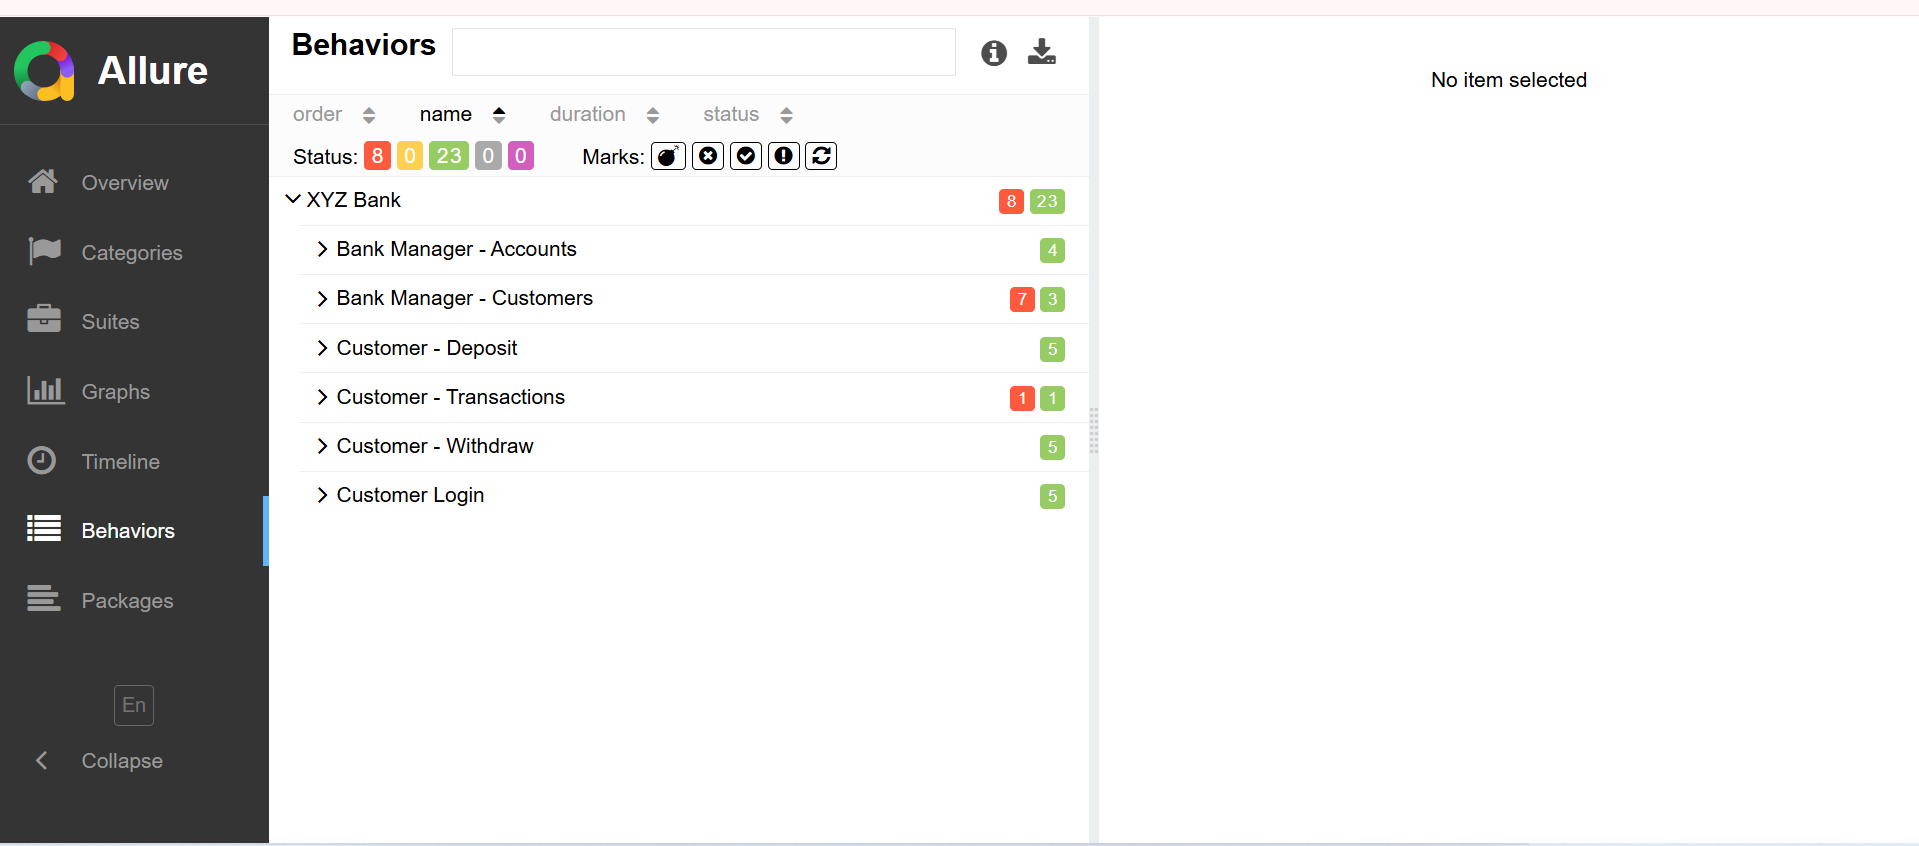 Allure
Overview
Categories
Suites
Graphs
Timeline
Behaviors
Packages
En
Collapse
Behaviors
order name duration status
Status: 8 0 23 0 0 Marks:
XYZ Bank 8 23
Bank Manager - Accounts 4
Bank Manager - Customers 7 3
Customer - Deposit 5
Customer - Transactions 1 1
Customer - Withdraw 5
Customer Login 5
No item selected